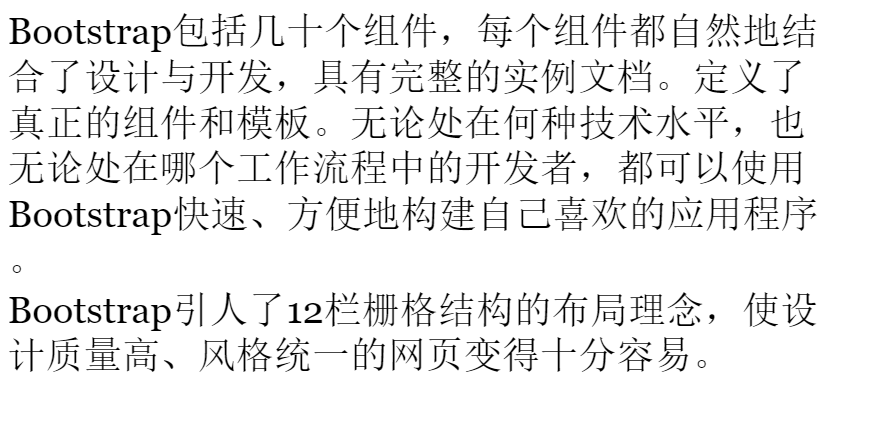 Bootstrap包括几十个组件，每个组件都自然地结
合了设计与开发，具有完整的实例文档。定义了
真正的组件和模板。无论处在何种技术水平，也
无论处在哪个工作流程中的开发者，都可以使用
Bootstrap快速、方便地构建自己喜欢的应用程序
。
Bootstrap引人了12栏栅格结构的布局理念，使设
计质量高、风格统一的网页变得十分容易。